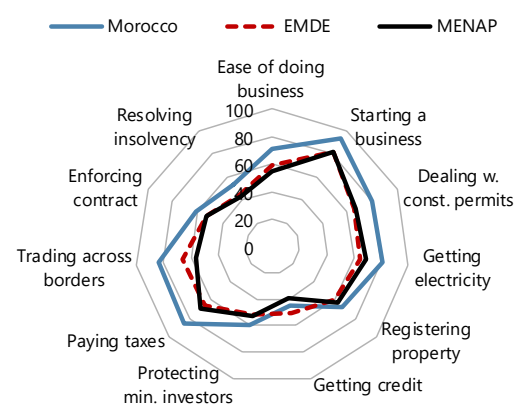 Morocco
EMDE
MENAP
Ease of doing
business
Starting a
business
Dealing w.
const. permits
Getting
electricity
Registering
property
Getting credit
Protecting
min. investors
Paying taxes
Trading across
borders
Enforcing
contract
Resolving
insolvency
100
80
60
40
20
0